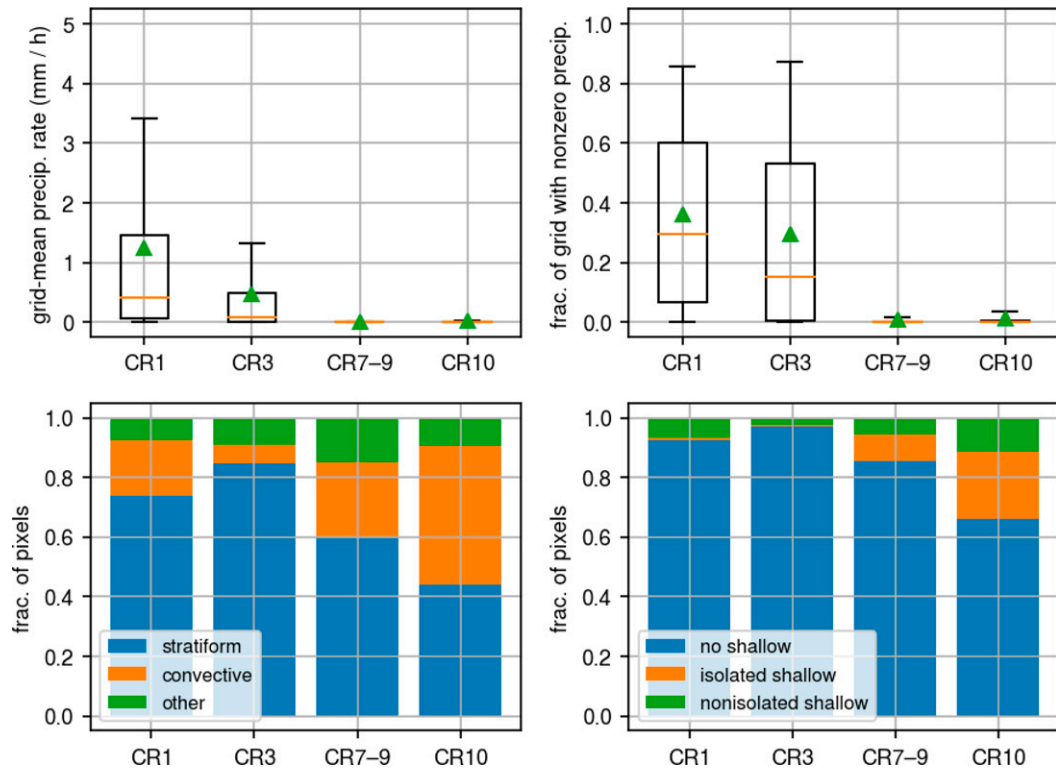 grid-mean precip. rate (mm / h)
5
4
3
2
1
0
CR1 CR3 CR7–9 CR10
frac. of grid with nonzero precip.
1.0
0.8
0.6
0.4
0.2
0.0
CR1 CR3 CR7–9 CR10
frac. of pixels
1.0
0.8
0.6
0.4
0.2
0.0
stratiform
convective
other
CR1 CR3 CR7–9 CR10
frac. of pixels
1.0
0.8
0.6
0.4
0.2
0.0
no shallow
isolated shallow
nonisolated shallow
CR1 CR3 CR7–9 CR10